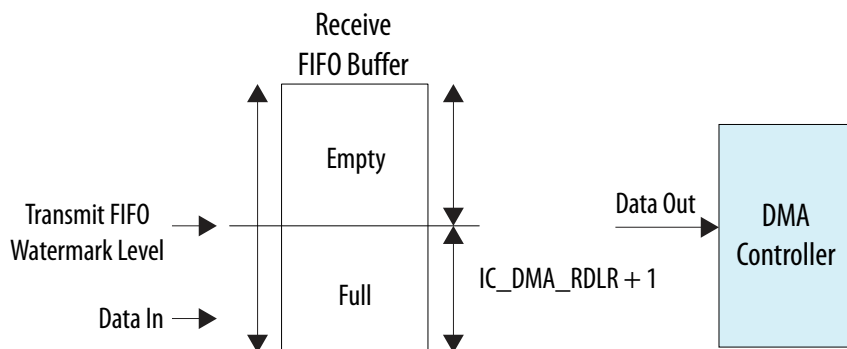 Receive
FIFO Buffer
Empty
Transmit FIFO
Watermark Level
Data Out
DMA
Controller
Full
IC_DMA_RDLR + 1
Data In